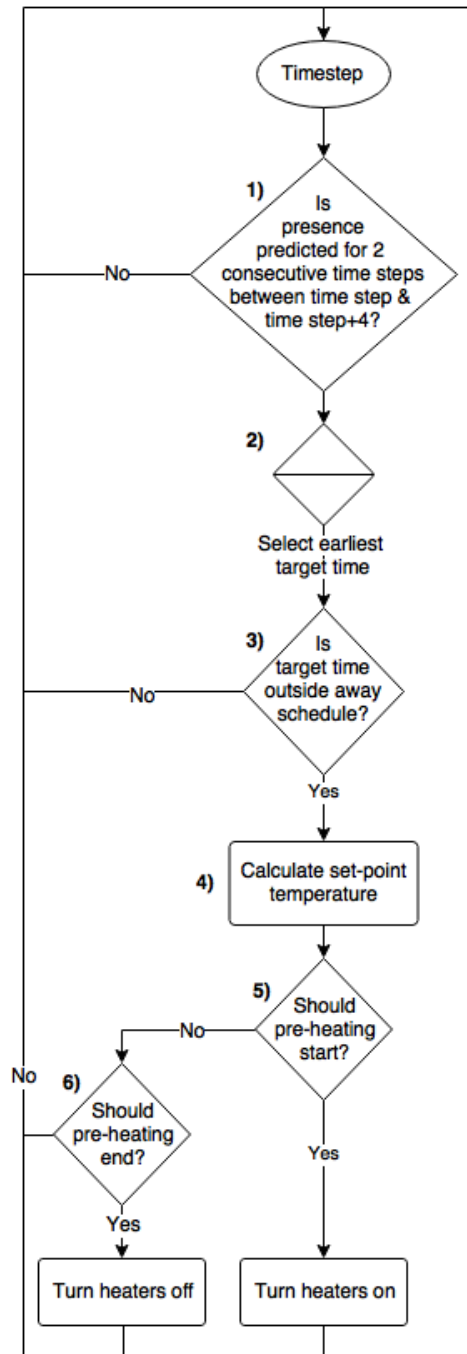 Timestep
1)
Is
presence
predicted for 2
consecutive time steps
between time step &
time step+4?
No
2)
Select earliest
target time
3)
Is
target time
outside away
schedule?
No
Yes
4)
Calculate set-point
temperature
5)
Should
pre-heating
start?
No
6)
Should
pre-heating
end?
No
Yes
Yes
Turn heaters off
Turn heaters on